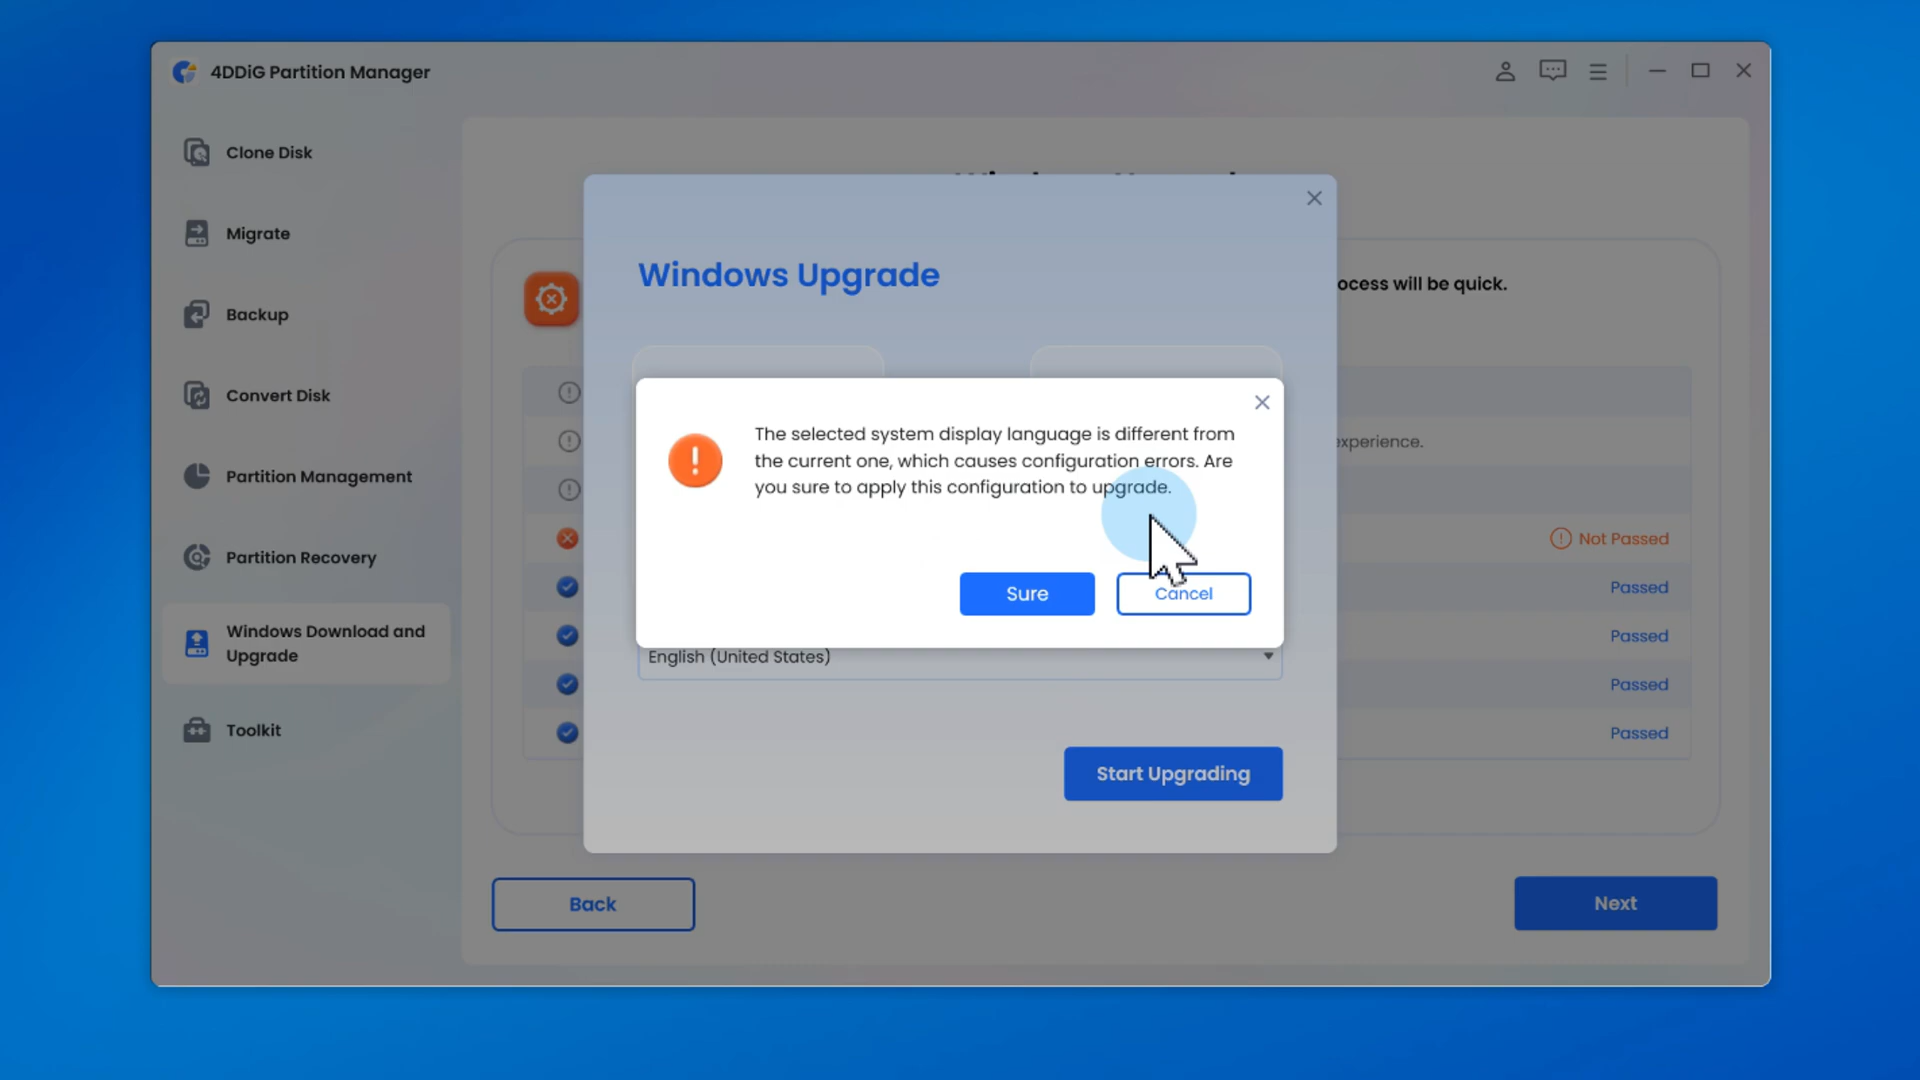 4DDiG Partition Manager
Clone Disk
Migrate
Backup
Convert Disk
Partition Management
Partition Recovery
Windows Download and
Upgrade
Toolkit
ocess will be quick.
experience.
Not Passed
Passed
Passed
Passed
Passed
Windows Upgrade
The selected system display language is different from
the current one, which causes configuration errors. Are
you sure to apply this configuration to upgrade.
Sure
Cancel
English (United States)
Start Upgrading
Back
Next